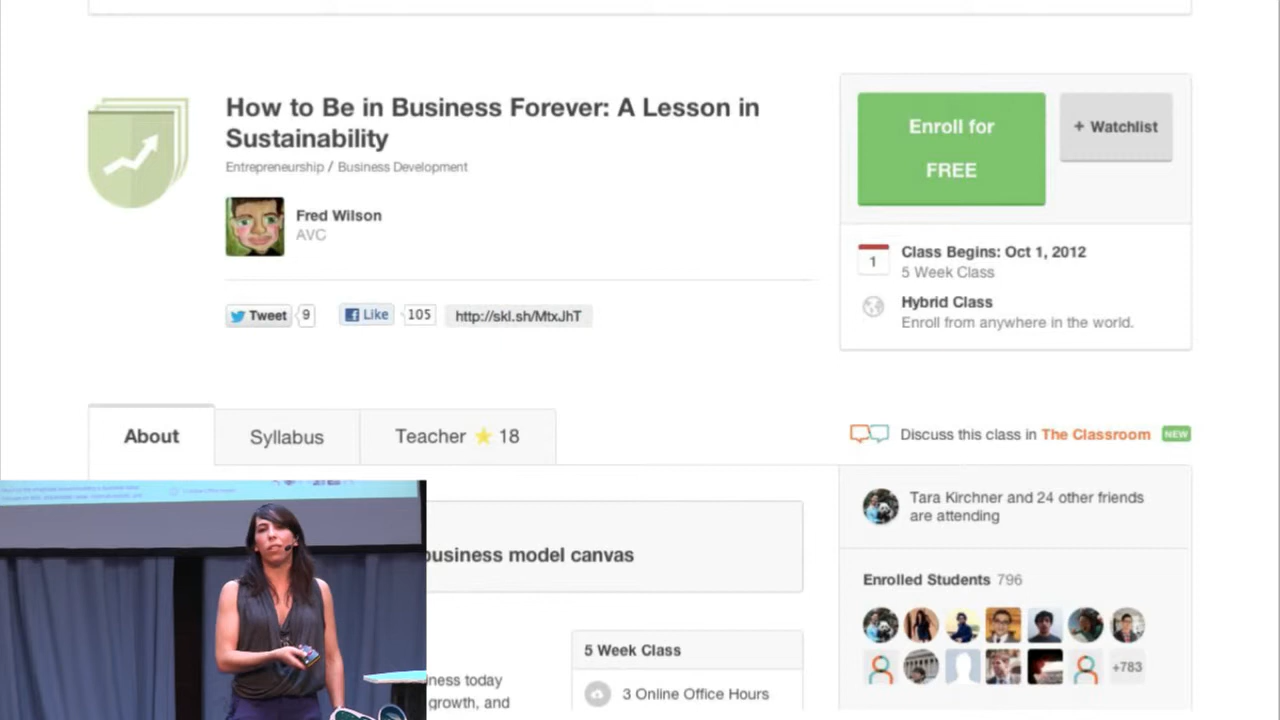 How to Be in Business Forever: A Lesson in
Sustainability
Entrepreneurship / Business Development
Fred Wilson
AVC
Tweet 9 Like 105 http://skl.sh/MtxJhT
Enroll for
FREE
+ Watchlist
1
Class Begins: Oct 1, 2012
5 Week Class
Hybrid Class
Enroll from anywhere in the world.
About Syllabus Teacher 18
Discuss this class in The Classroom NEW
business model canvas
5 Week Class
3 Online Office Hours
ness today
growth, and
Tara Kirchner and 24 other friends
are attending
Enrolled Students 796
+783